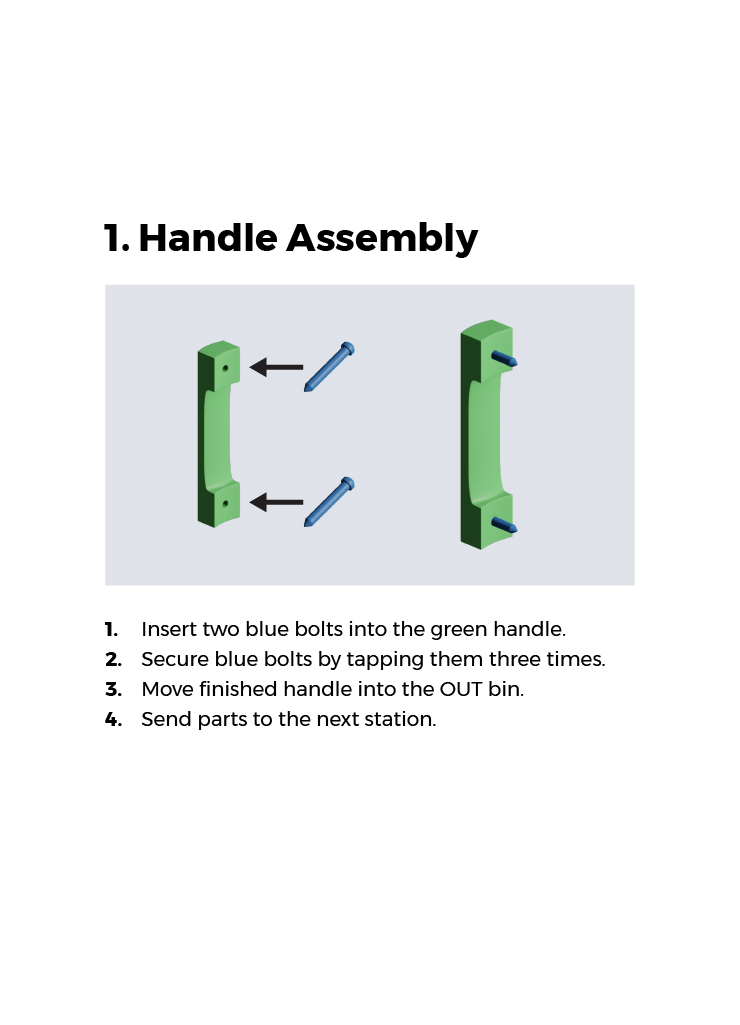 1. Handle Assembly
1. Insert two blue bolts into the green handle.
2. Secure blue bolts by tapping them three times.
3. Move finished handle into the OUT bin.
4. Send parts to the next station.